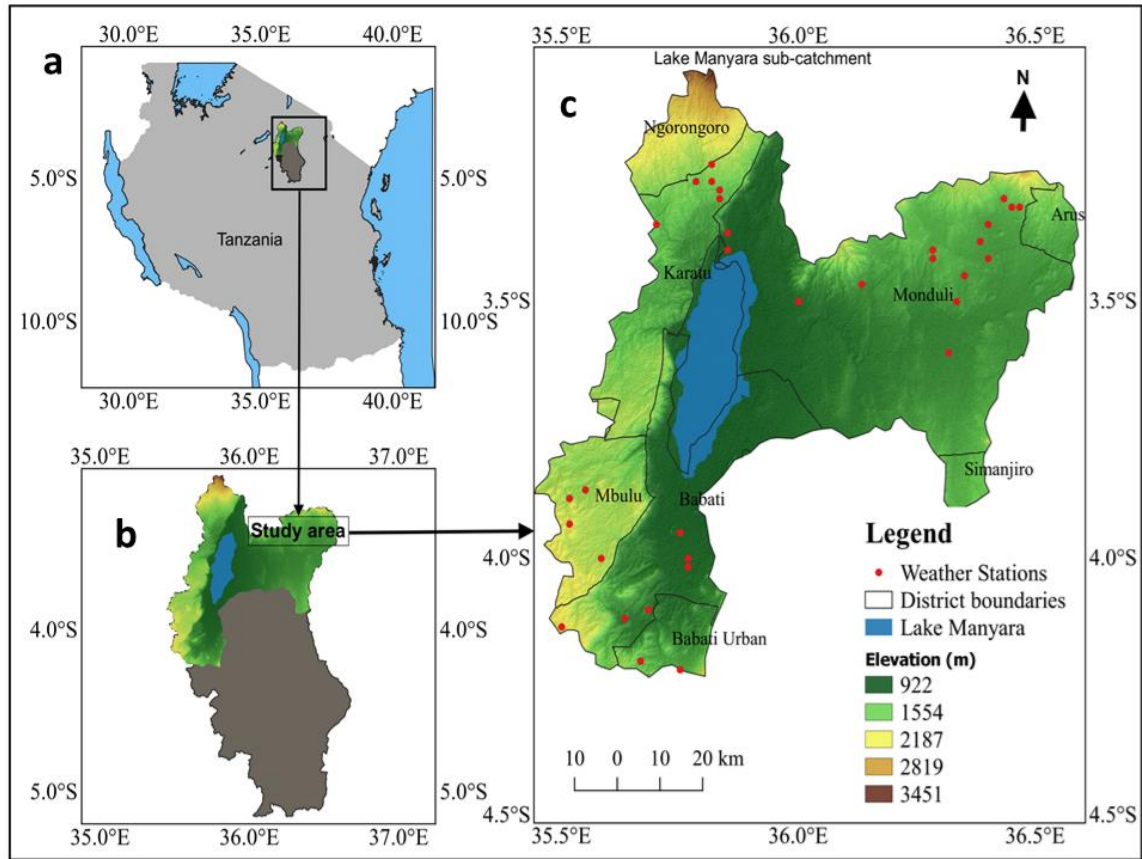 30.0°E 35.0°E 40.0°E
a
5.0°S 5.0°S
Tanzania
10.0°S 10.0°S
30.0°E 35.0°E 40.0°E
35.0°E 36.0°E 37.0°E
b
Study area
4.0°S 4.0°S
5.0°S 5.0°S
35.0°E 36.0°E 37.0°E
35.5°E 36.0°E 36.5°E
Lake Manyara sub-catchment
c
N
Ngorongoro
Arus
Karatu
Monduli
3.5°S 3.5°S
Simanjiro
Mbulu
Babati
4.0°S 4.0°S
Babati Urban
Legend
Weather Stations
District boundaries
Lake Manyara
Elevation (m)
922
1554
2187
2819
3451
10 0 5 10 20 km
4.5°S 4.5°S
35.5°E 36.0°E 36.5°E